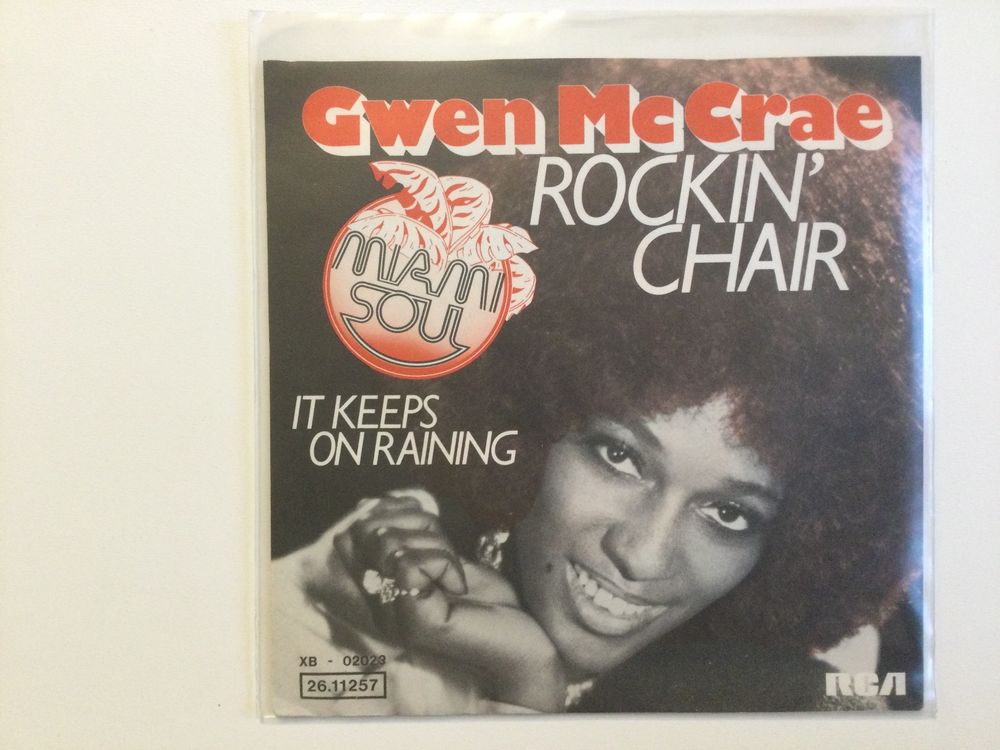 Gwen McCrae
ROCKIN'
CHAIR
MIAMI
SOUL
IT KEEPS
ON RAINING
XB - 02023
26.11257
RCA